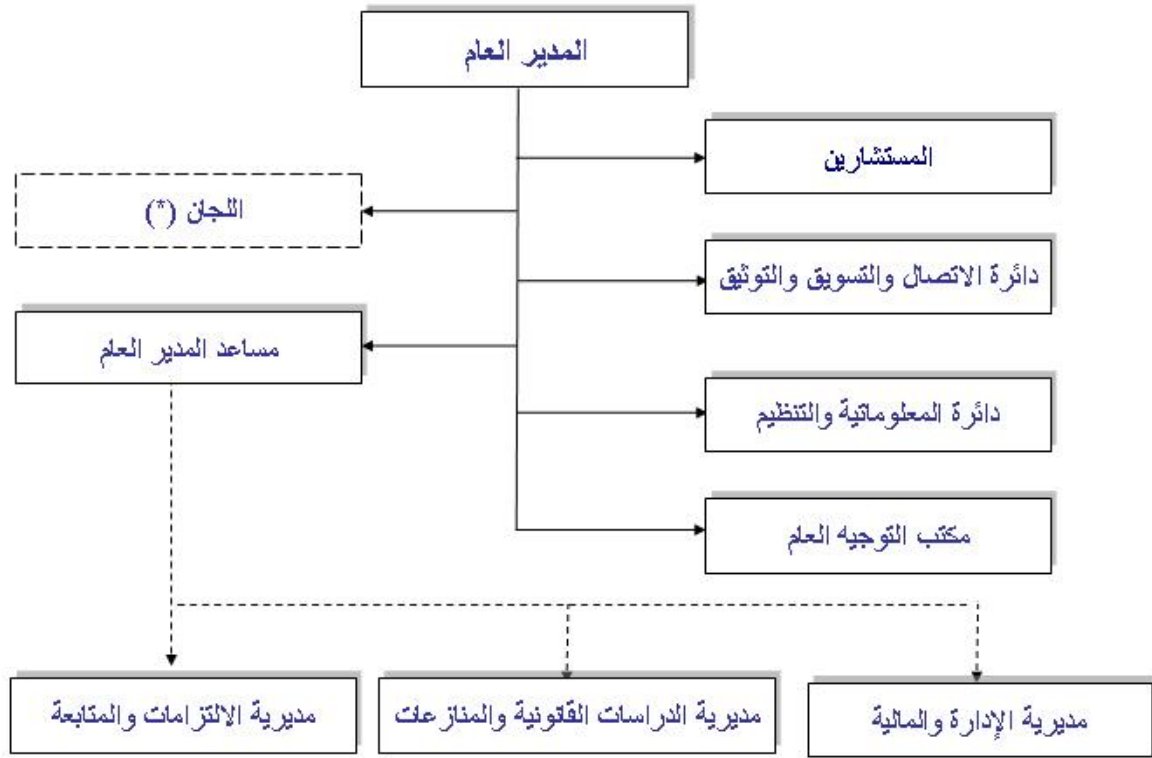 المدير العام
المستشارين
اللجان (*)
دائرة الاتصال والتسويق والتوثيق
مساعد المدير العام
دائرة المعلوماتية والتنظيم
مكتب التوجيه العام
مديرية الإدارة والمالية
مديرية الدراسات القانونية والمنازعات
مديرية الالتزامات والمتابعة